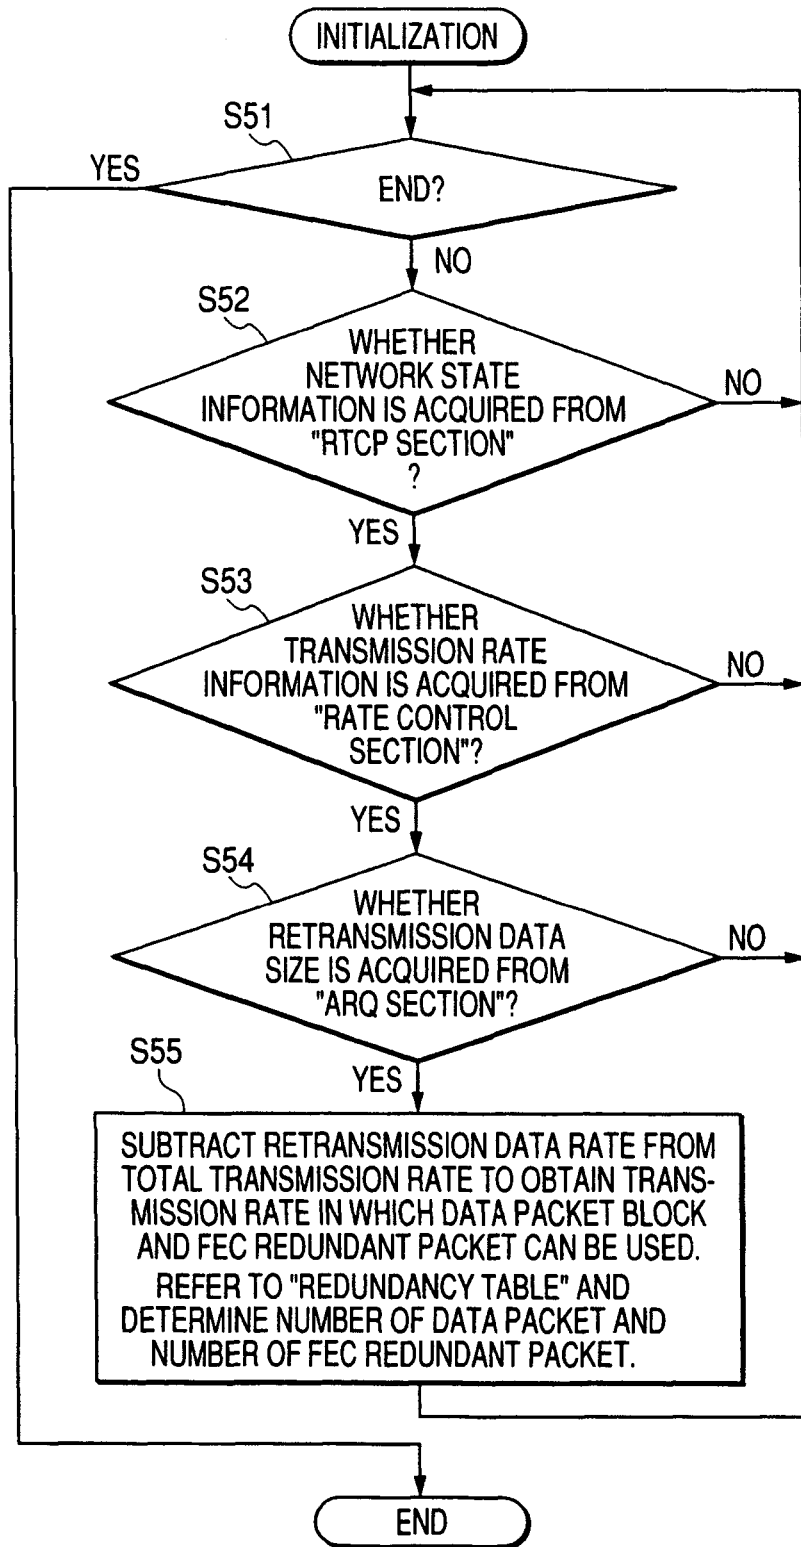 INITIALIZATION
S51
YES
END?
NO
S52
WHETHER
NETWORK STATE
INFORMATION IS ACQUIRED FROM
"RTCP SECTION"
?
NO
YES
S53
WHETHER
TRANSMISSION RATE
INFORMATION IS ACQUIRED FROM
"RATE CONTROL
SECTION"?
NO
YES
S54
WHETHER
RETRANSMISSION DATA
SIZE IS ACQUIRED FROM
"ARQ SECTION"?
NO
YES
S55
SUBTRACT RETRANSMISSION DATA RATE FROM
TOTAL TRANSMISSION RATE TO OBTAIN TRANS-
MISSION RATE IN WHICH DATA PACKET BLOCK
AND FEC REDUNDANT PACKET CAN BE USED.
REFER TO "REDUNDANCY TABLE" AND
DETERMINE NUMBER OF DATA PACKET AND
NUMBER OF FEC REDUNDANT PACKET.
END